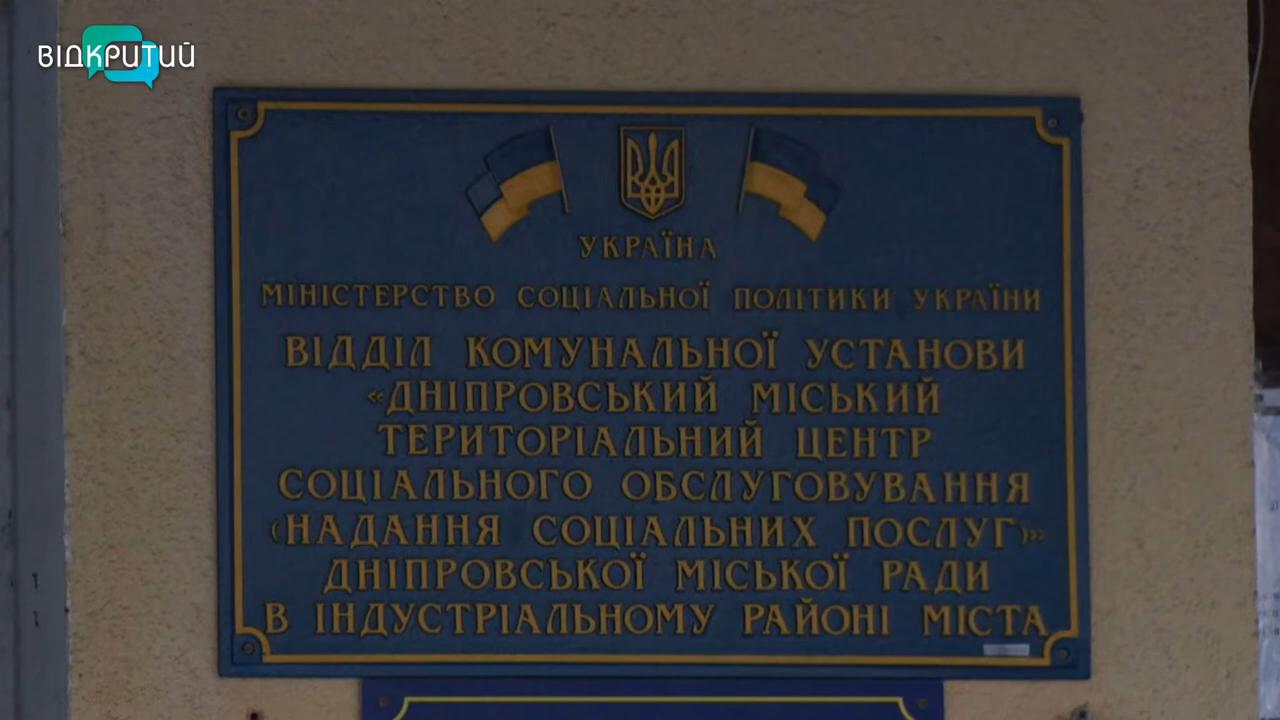 ВІДКРИТИЙ
УКРАЇНА
МІНІСТЕРСТВО СОЦІАЛЬНОЇ ПОЛІТИКИ УКРАЇНИ
ВІДДІЛ КОМУНАЛЬНОЇ УСТАНОВИ
«ДНІПРОВСЬКИЙ МІСЬКИЙ
ТЕРИТОРІАЛЬНИЙ ЦЕНТР
СОЦІАЛЬНОГО ОБСЛУГОВУВАННЯ
(НАДАННЯ СОЦІАЛЬНИХ ПОСЛУГ)»
ДНІПРОВСЬКОЇ МІСЬКОЇ РАДИ
В ІНДУСТРІАЛЬНОМУ РАЙОНІ МІСТА